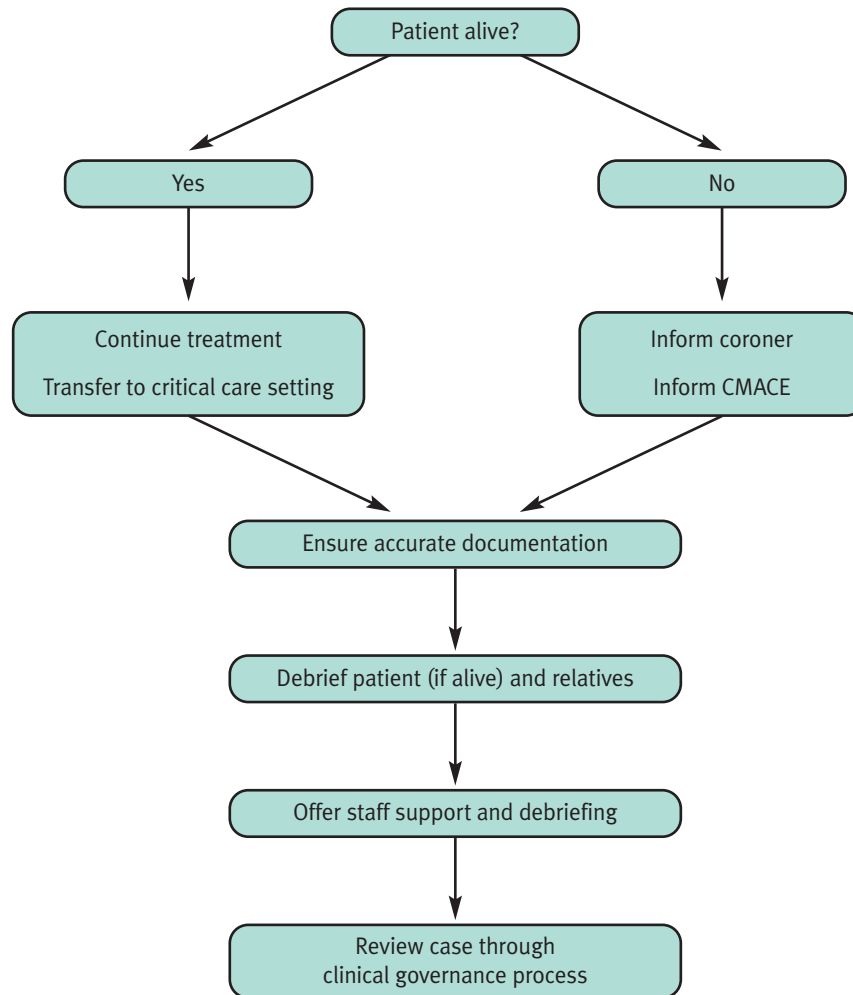 Patient alive?
Yes
No
Continue treatment
Transfer to critical care setting
Inform coroner
Inform CMACE
Ensure accurate documentation
Debrief patient (if alive) and relatives
Offer staff support and debriefing
Review case through
clinical governance process